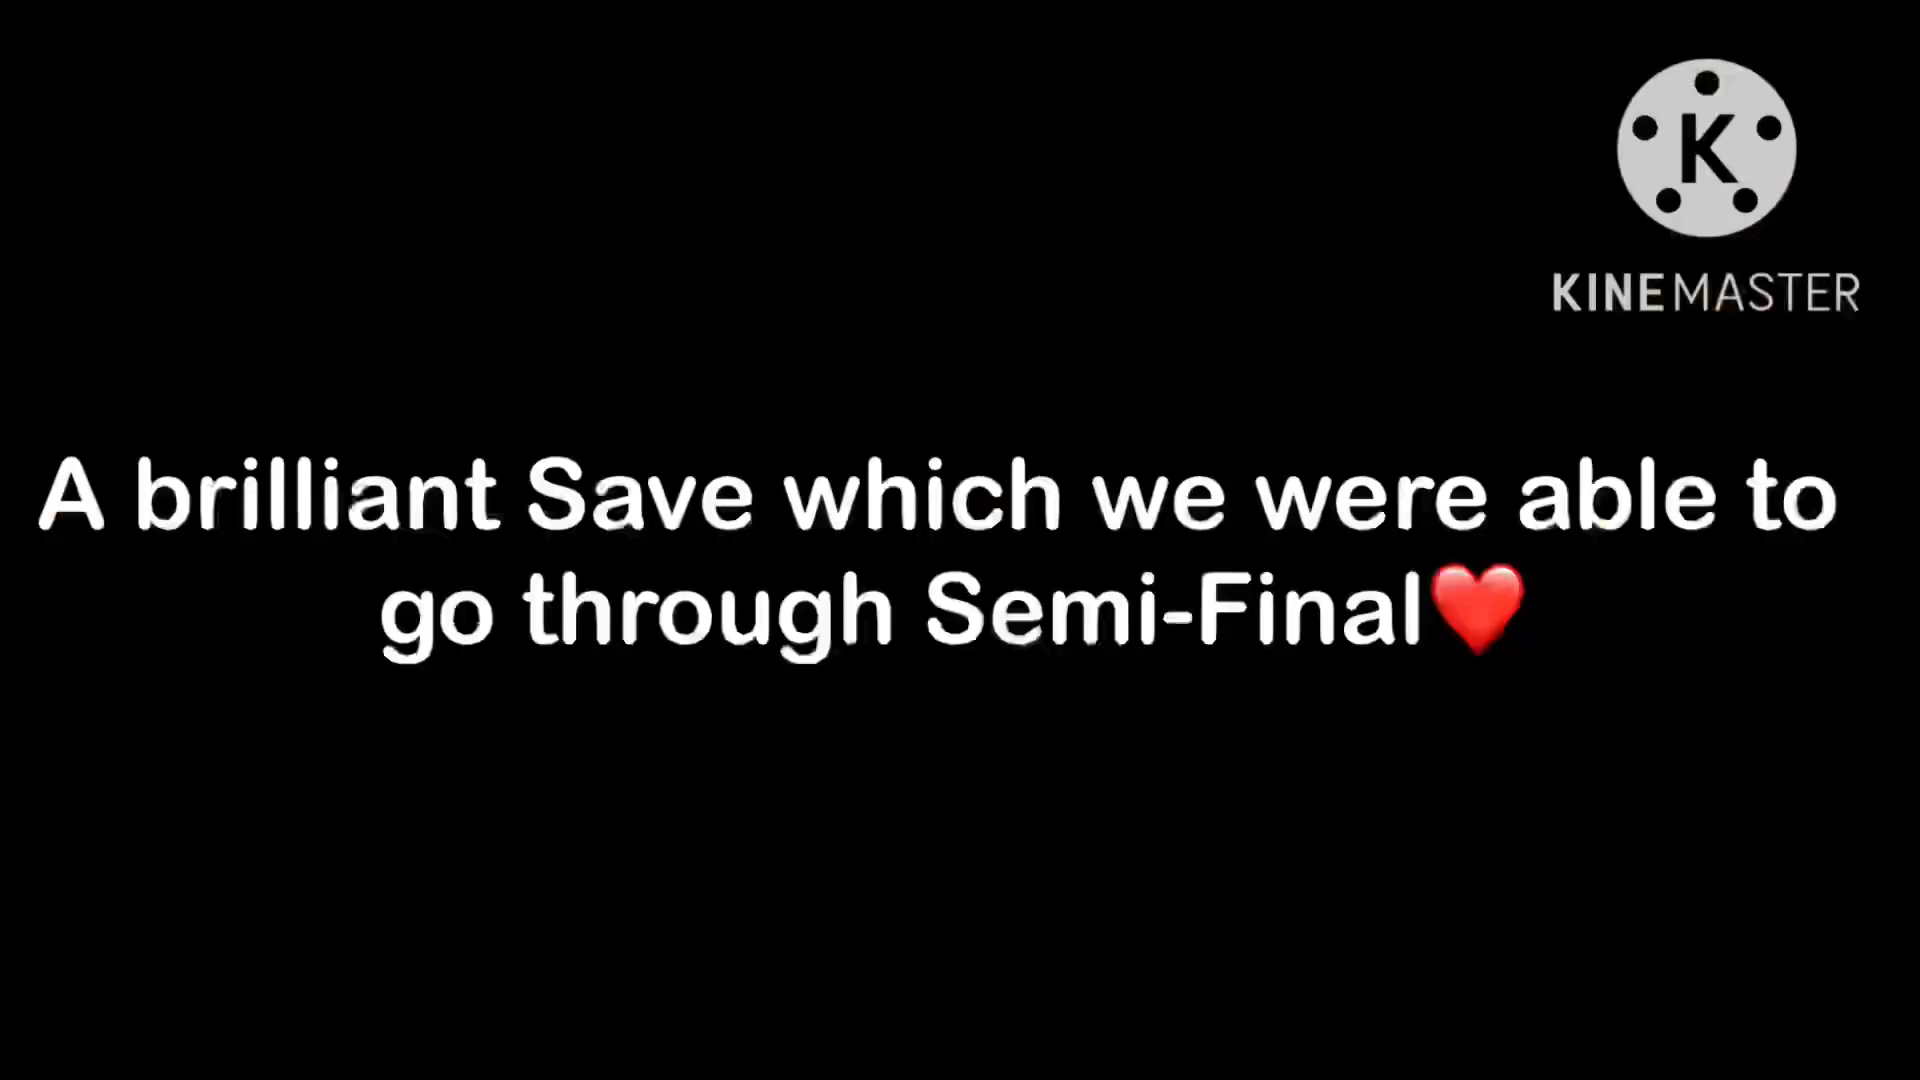 K
KINEMASTER
A brilliant Save which we were able to
go through Semi-Final❤️